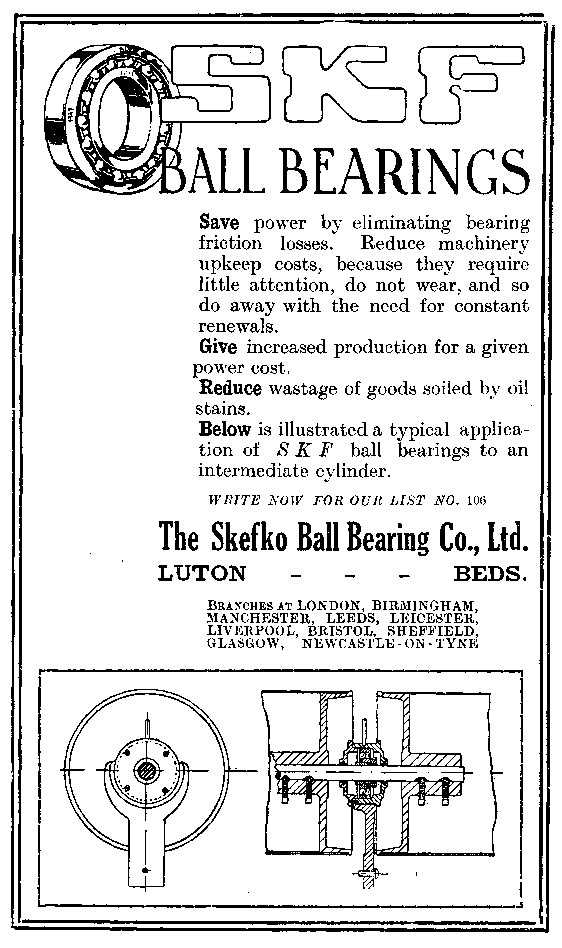 SKF
BALL BEARINGS
Save power by eliminating bearing
friction losses. Reduce machinery
upkeep costs, because they require
little attention, do not wear, and so
do away with the need for constant
renewals.
Give increased production for a given
power cost.
Reduce wastage of goods soiled by oil
stains.
Below is illustrated a typical applica-
tion of SKF ball bearings to an
intermediate cylinder.
WRITE NOW FOR OUR LIST NO. 106
The Skefko Ball Bearing Co., Ltd.
LUTON - - - BEDS.
BRANCHES AT LONDON, BIRMINGHAM,
MANCHESTER, LEEDS, LEICESTER,
LIVERPOOL, BRISTOL, SHEFFIELD,
GLASGOW, NEWCASTLE-ON-TYNE